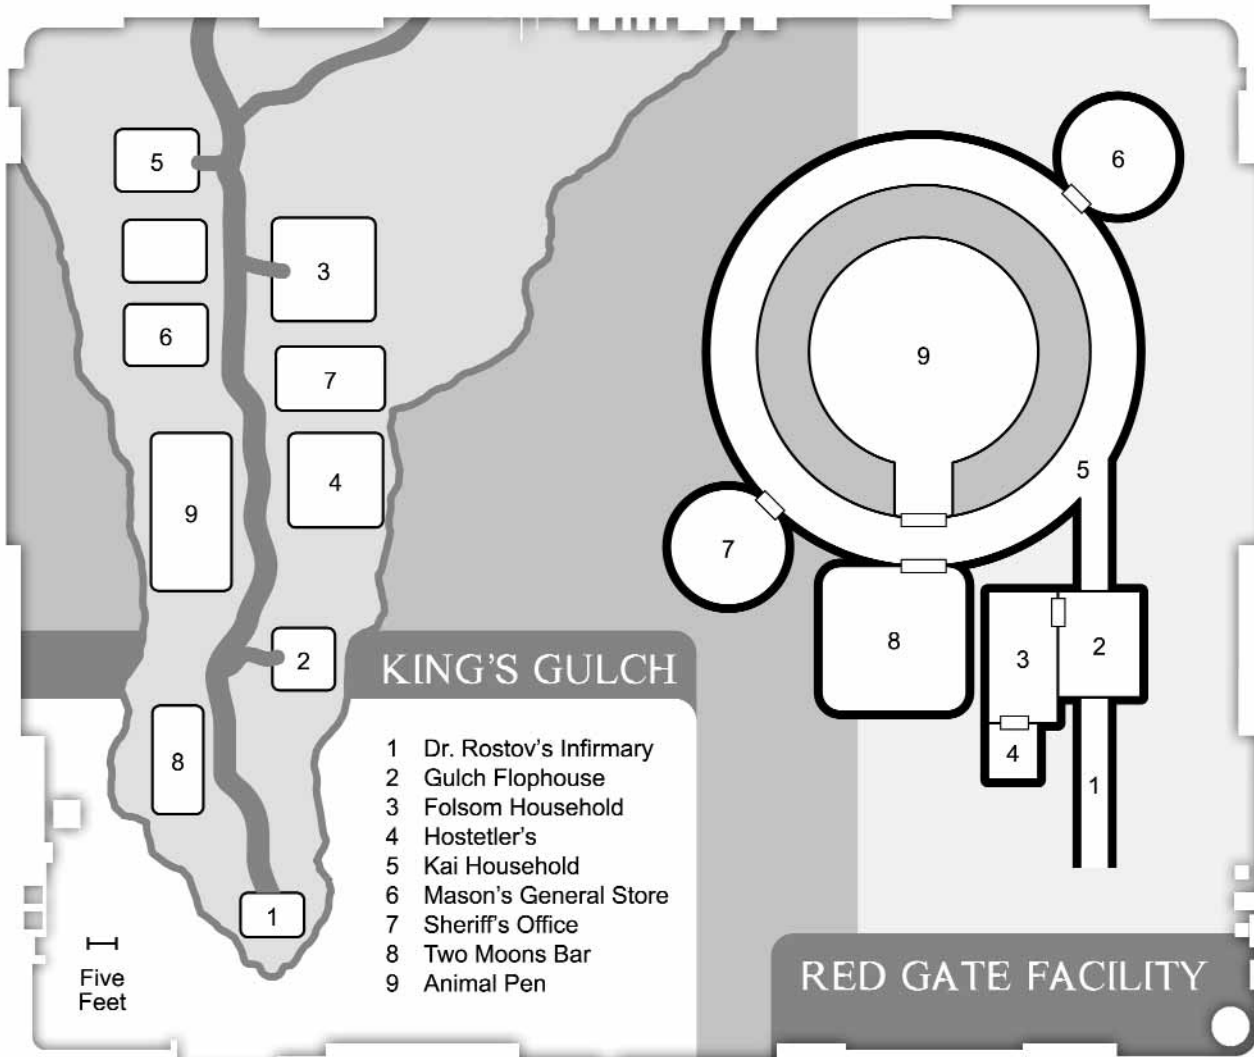 5
3
6
7
9
4
2
8
1
Five
Feet
KING'S GULCH
1 Dr. Rostov's Infirmary
2 Gulch Flophouse
3 Folsom Household
4 Hostetler's
5 Kai Household
6 Mason's General Store
7 Sheriff's Office
8 Two Moons Bar
9 Animal Pen
6
9
5
7
8
3
2
4
1
RED GATE FACILITY